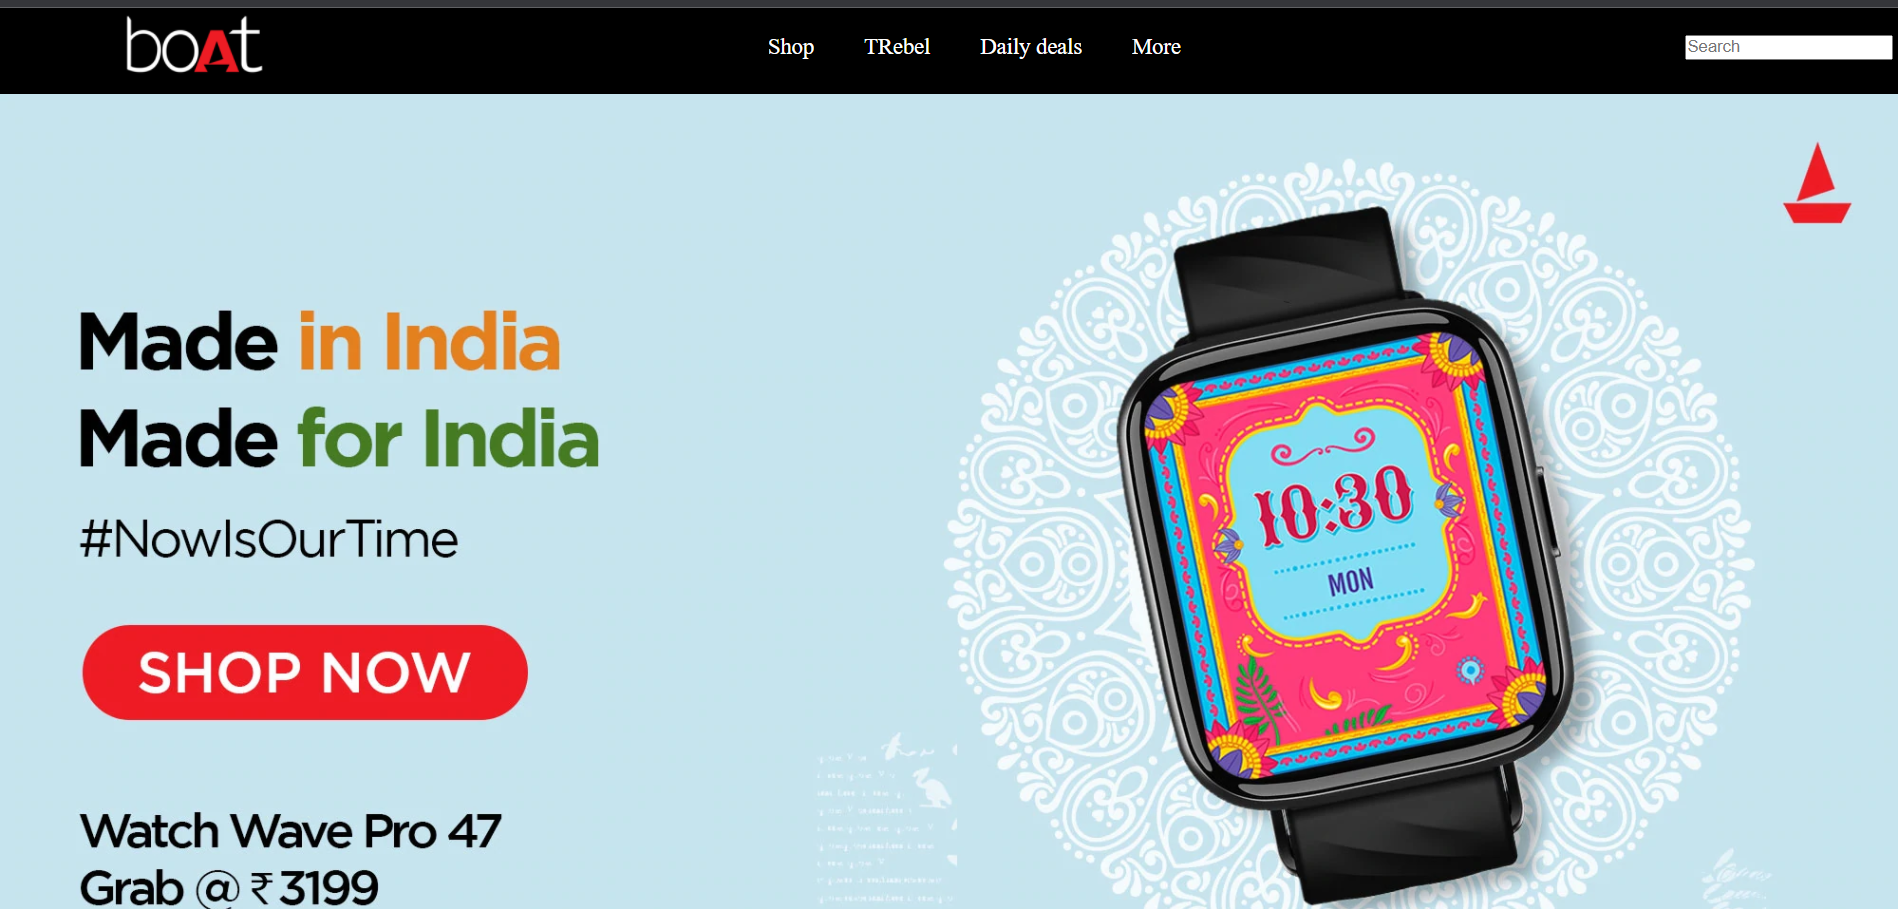 boAt
Shop TRebel Daily deals More
Search
Made in India
Made for India
#NowIsOurTime
SHOP NOW
Watch Wave Pro 47
Grab @ ₹ 3199
10:30
MON